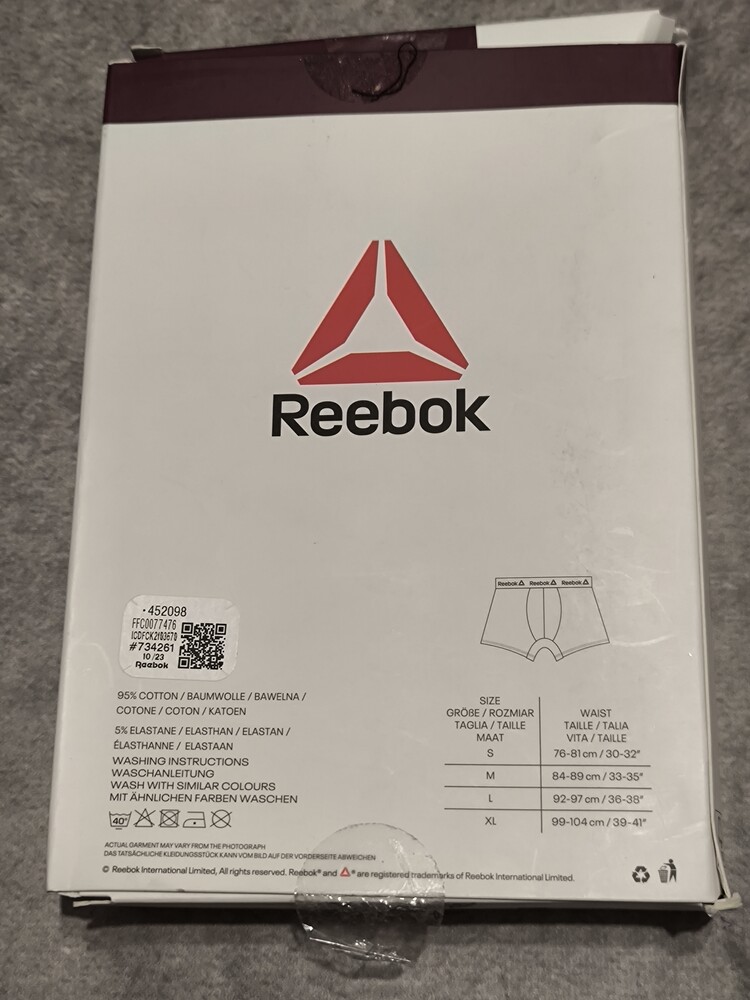 Reebok
Reebok Reebok Reebok
452098
FFC0077476
#734261
10/23
Reebok
95% COTTON / BAUMWOLLE / BAWELNA /
COTONE / COTON / KATOEN
5% ELASTANE / ELASTHAN / ELASTAN /
ÉLASTHANNE / ELASTAAN
WASHING INSTRUCTIONS
WASCHANLEITUNG
WASH WITH SIMILAR COLOURS
MIT ÄHNLICHEN FARBEN WASCHEN
40°
SIZE
GRÖßE / ROZMIAR
TAGLIA / TAILLE
MAAT
WAIST
TAILLE / TALIA
VITA / TAILLE
S 76-81 cm / 30-32"
M 84-89 cm / 33-35"
L 92-97 cm / 36-38"
XL 99-104 cm / 39-41"
ACTUAL GARMENT MAY VARY FROM THE PHOTOGRAPH
DAS TATSÄCHLICHE KLEIDUNGSSTÜCK KANN VOM BILD AUF DER VORDERSEITE ABWEICHEN
© Reebok International Limited, All rights reserved. Reebok® and ® are registered trademarks of Reebok International Limited.